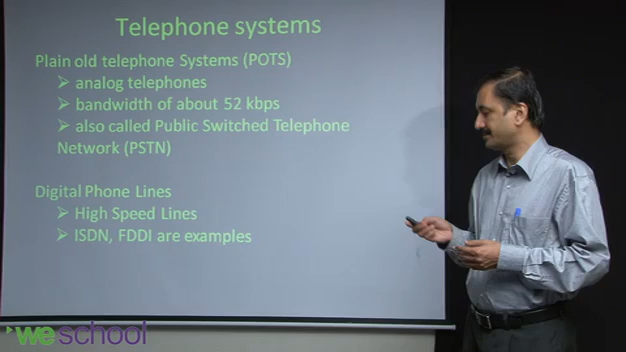 Telephone systems
Plain old telephone Systems (POTS)
➢ analog telephones
➢ bandwidth of about 52 kbps
➢ also called Public Switched Telephone
Network (PSTN)
Digital Phone Lines
➢ High Speed Lines
➢ ISDN, FDDI are examples
weschool